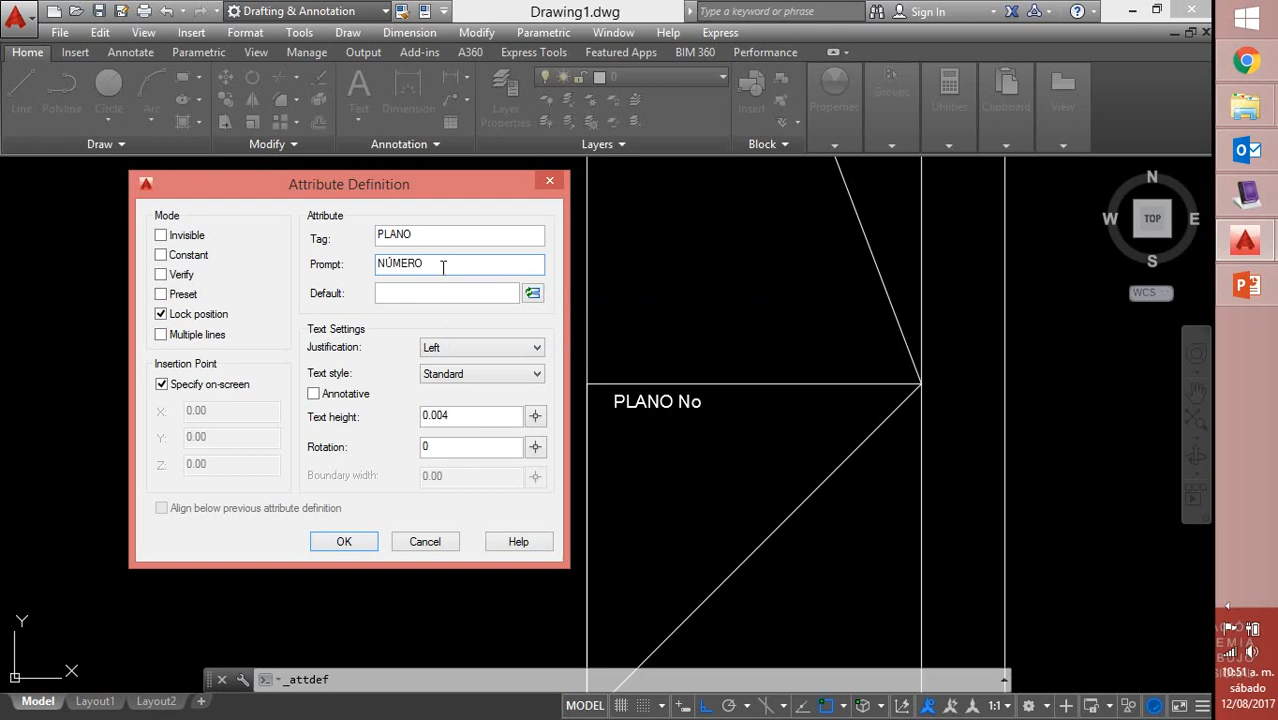 Drafting & Annotation
Drawing1.dwg
Type a keyword or phrase
Sign In
File Edit View Insert Format Tools Draw Dimension Modify Parametric Window Help Express
Home Insert Annotate Parametric View Manage Output Add-ins A360 Express Tools Featured Apps BIM 360 Performance
0
Line Polyline Circle Arc Text Dimension Layer Properties Insert Properties Groups Utilities Clipboard View
Draw Modify Annotation Layers Block
Attribute Definition
Mode
Invisible
Constant
Verify
Preset
Lock position
Multiple lines
Insertion Point
Specify on-screen
X: 0.00
Y: 0.00
Z: 0.00
Align below previous attribute definition
Attribute
Tag: PLANO
Prompt: NÚMERO
Default:
Text Settings
Justification: Left
Text style: Standard
Annotative
Text height: 0.004
Rotation: 0
Boundary width: 0.00
OK Cancel Help
PLANO No
N
W TOP E
S
WCS
Y
X
_attdef
Model Layout1 Layout2 +
MODEL 1:1
10:51 a. m.
sábado
12/08/2017